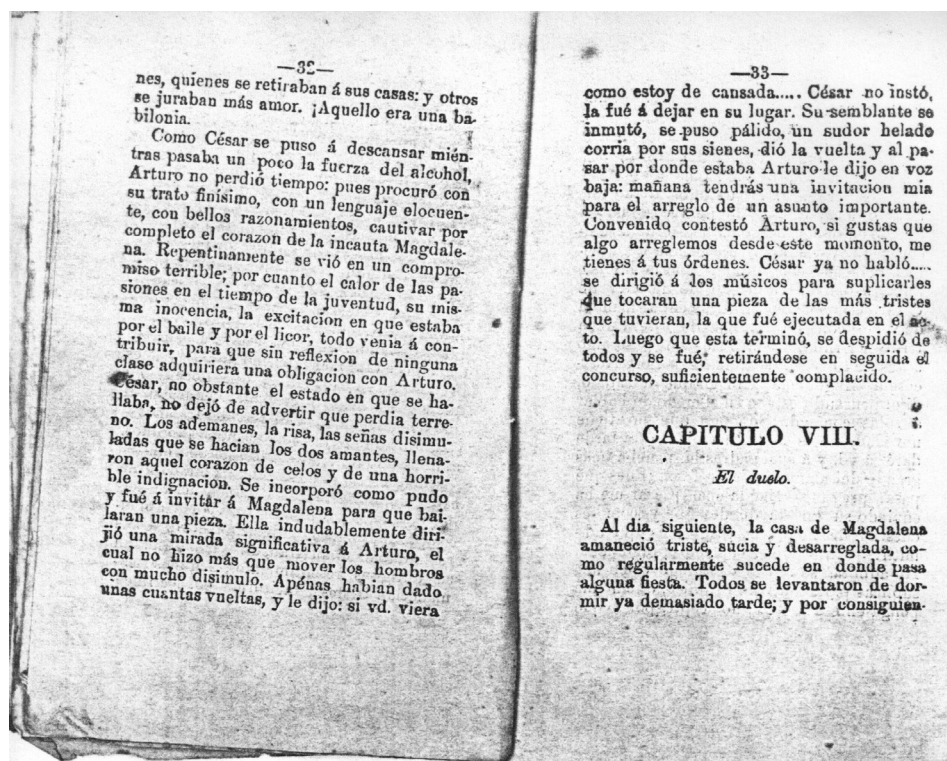 —32—
nes, quienes se retiraban á sus casas: y otros
se juraban más amor. ¡Aquello era una ba-
bilonia.
Como César se puso á descansar mién-
tras pasaba un poco la fuerza del alcohol,
Arturo no perdió tiempo: pues procuró con
su trato finísimo, con un lenguaje elocuen-
te, con bellos razonamientos, cautivar por
completo el corazon de la incauta Magdale-
na. Repentinamente se vió en un compro-
miso terrible; por cuanto el calor de las pa-
siones en el tiempo de la juventud, su mis-
ma inocencia, la excitacion en que estaba
por el baile y por el licor, todo venia á con-
tribuir, para que sin reflexion de ninguna
clase adquiriera una obligacion con Arturo.
César, no obstante el estado en que se ha-
llaba, no dejó de advertir que perdia terre-
no. Los ademanes, la risa, las señas disimu-
ladas que se hacian los dos amantes, llena-
ron aquel corazon de celos y de una horri-
ble indignacion. Se incorporó como pudo
y fué á invitar á Magdalena para que bai-
laran una pieza. Ella indudablemente diri-
jió una mirada significativa á Arturo, el
cual no hizo más que mover los hombros
con mucho disimulo. Apénas habian dado
unas cuantas vueltas, y le dijo: si vd. viera
—33—
como estoy de cansada..... César no instó,
la fué á dejar en su lugar. Su semblante se
inmutó, se puso pálido, un sudor helado
corria por sus sienes, dió la vuelta y al pa-
sar por donde estaba Arturo le dijo en voz
baja: mañana tendrás una invitacion mia
para el arreglo de un asunto importante.
Convenido contestó Arturo, si gustas que
algo arreglemos desde este momento, me
tienes á tus órdenes. César ya no habló.....
se dirigió á los músicos para suplicarles
que tocaran una pieza de las más tristes
que tuvieran, la que fué ejecutada en el ac-
to. Luego que esta terminó, se despidió de
todos y se fué, retirándese en seguida el
concurso, suficientemente complacido.
CAPITULO VIII.
El duelo.
Al dia siguiente, la casa de Magdalena
amaneció triste, sucia y desarreglada, co-
mo regularmente sucede en donde pasa
alguna fiesta. Todos se levantaron de dor-
mir ya demasiado tarde; y por consiguien-